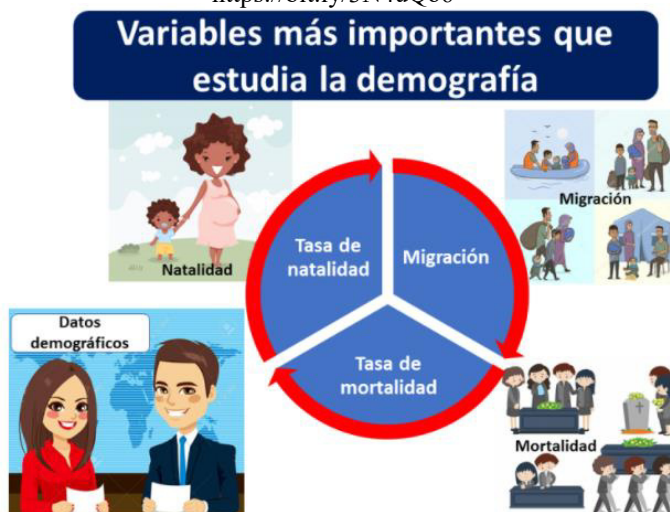 Variables más importantes que
estudia la demografía
Natalidad
Migración
Tasa de
natalidad
Migración
Tasa de
mortalidad
Datos
demográficos
Mortalidad